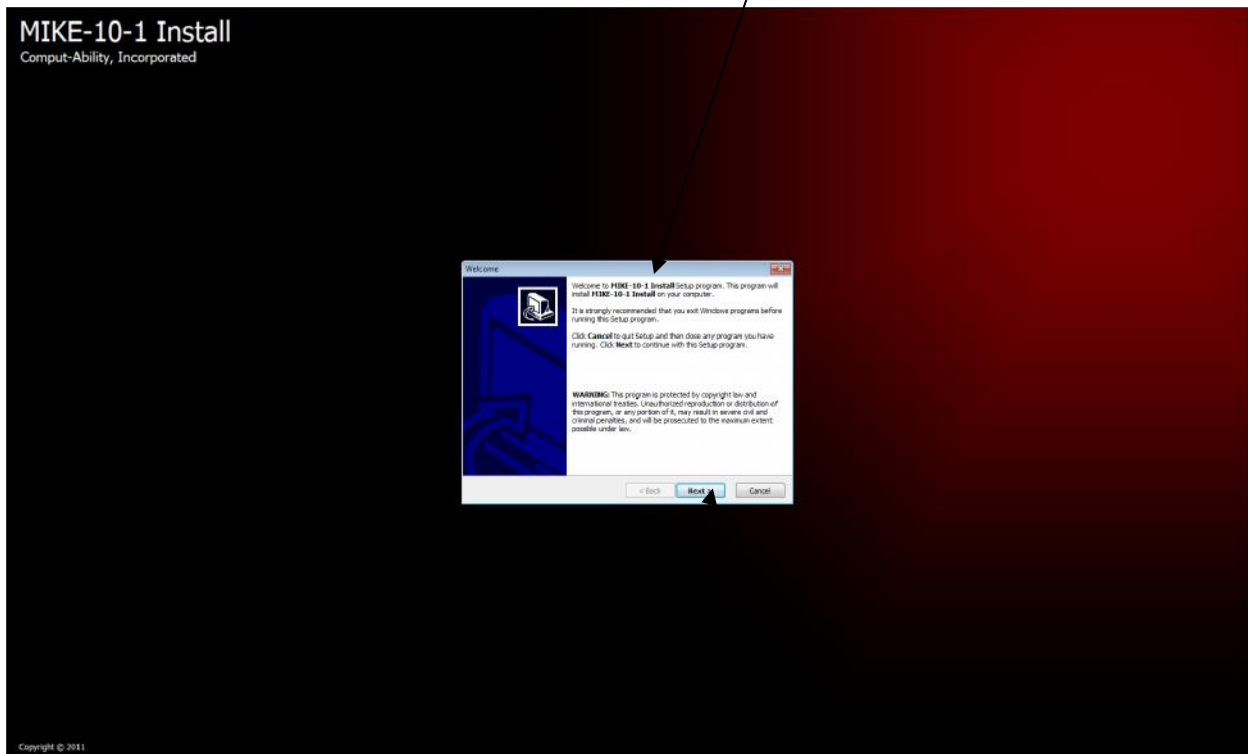 MIKE-10-1 Install
Comput-Ability, Incorporated
Welcome
Welcome to MIKE-10-1 Install Setup program. This program will
install MIKE-10-1 Install on your computer.
It is strongly recommended that you exit Windows programs before
running this Setup program.
Click Cancel to quit Setup and then close any program you have
running. Click Next to continue with this Setup program.
WARNING: This program is protected by copyright law and
international treaties. Unauthorized reproduction or distribution of
this program, or any portion of it, may result in severe civil and
criminal penalties, and will be prosecuted to the maximum extent
possible under law.
< Back Next > Cancel
Copyright © 2011